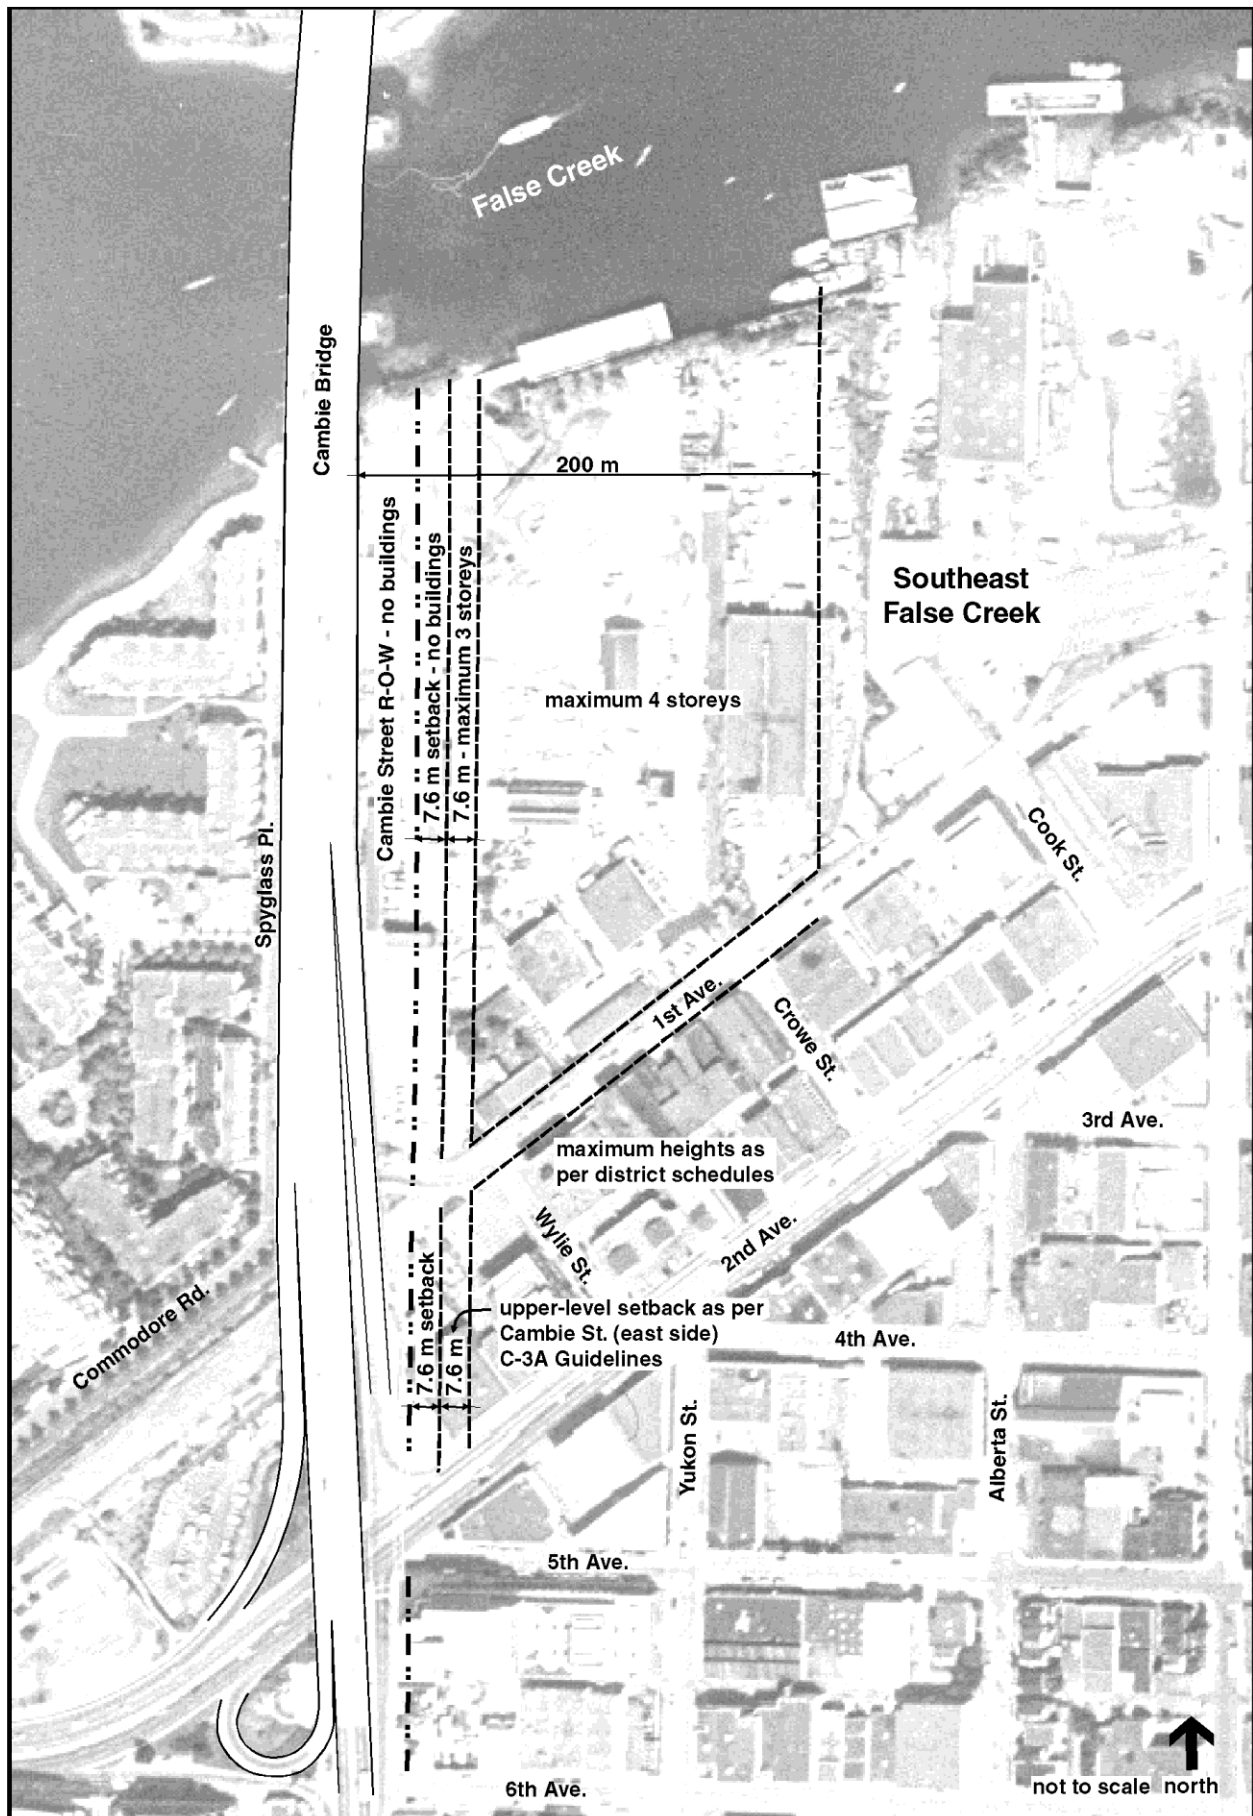 False Creek
Cambie Bridge
200 m
Cambie Street R-O-W - no buildings
7.6 m setback - no buildings
7.6 m - maximum 3 storeys
Southeast
False Creek
maximum 4 storeys
Spyglass Pl.
Cook St.
1st Ave.
Crowe St.
3rd Ave.
maximum heights as
per district schedules
Wylie St.
2nd Ave.
Commodore Rd.
7.6 m setback
7.6 m
upper-level setback as per
Cambie St. (east side)
C-3A Guidelines
4th Ave.
Yukon St.
Alberta St.
5th Ave.
6th Ave.
not to scale
north